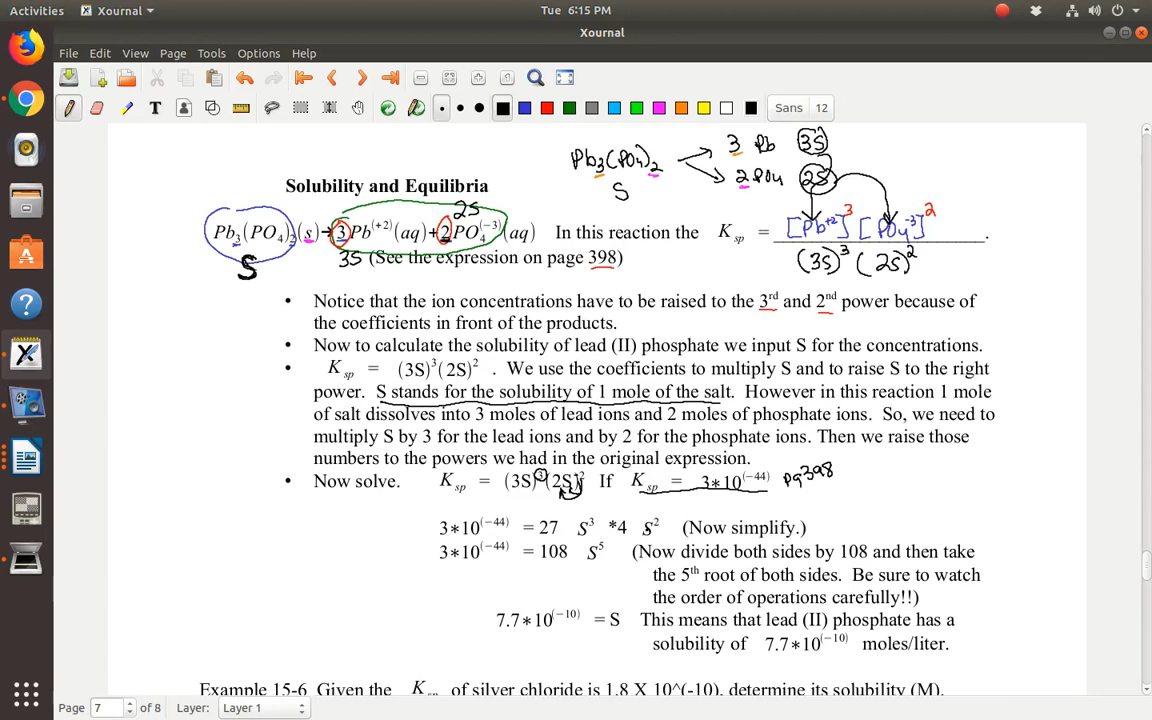 Activities Xournal Tue 6:15 PM
Xournal
File Edit View Page Tools Options Help
Sans 12
Pb3(PO4)2 3 Pb 3S
S 2 PO4 2S
Solubility and Equilibria
2S
Pb3(PO4)2(s)→3Pb^(+2)(aq)+2PO4^(−3)(aq) In this reaction the Ksp = [Pb+2]^3 [PO4-3]^2 .
S 3S (See the expression on page 398) (3S)^3 (2S)^2
• Notice that the ion concentrations have to be raised to the 3rd and 2nd power because of
the coefficients in front of the products.
• Now to calculate the solubility of lead (II) phosphate we input S for the concentrations.
• Ksp = (3S)^3(2S)^2 . We use the coefficients to multiply S and to raise S to the right
power. S stands for the solubility of 1 mole of the salt. However in this reaction 1 mole
of salt dissolves into 3 moles of lead ions and 2 moles of phosphate ions. So, we need to
multiply S by 3 for the lead ions and by 2 for the phosphate ions. Then we raise those
numbers to the powers we had in the original expression.
• Now solve. Ksp = (3S)^3(2S)^2 If Ksp = 3*10^(−44) Pg 398
3*10^(−44) = 27 S^3 *4 s^2 (Now simplify.)
3*10^(−44) = 108 S^5 (Now divide both sides by 108 and then take
the 5th root of both sides. Be sure to watch
the order of operations carefully!!)
7.7*10^(−10) = S This means that lead (II) phosphate has a
solubility of 7.7*10^(−10) moles/liter.
Example 15-6 Given the Ksp of silver chloride is 1.8 X 10^(-10), determine its solubility (M).
Page 7 of 8 Layer: Layer 1